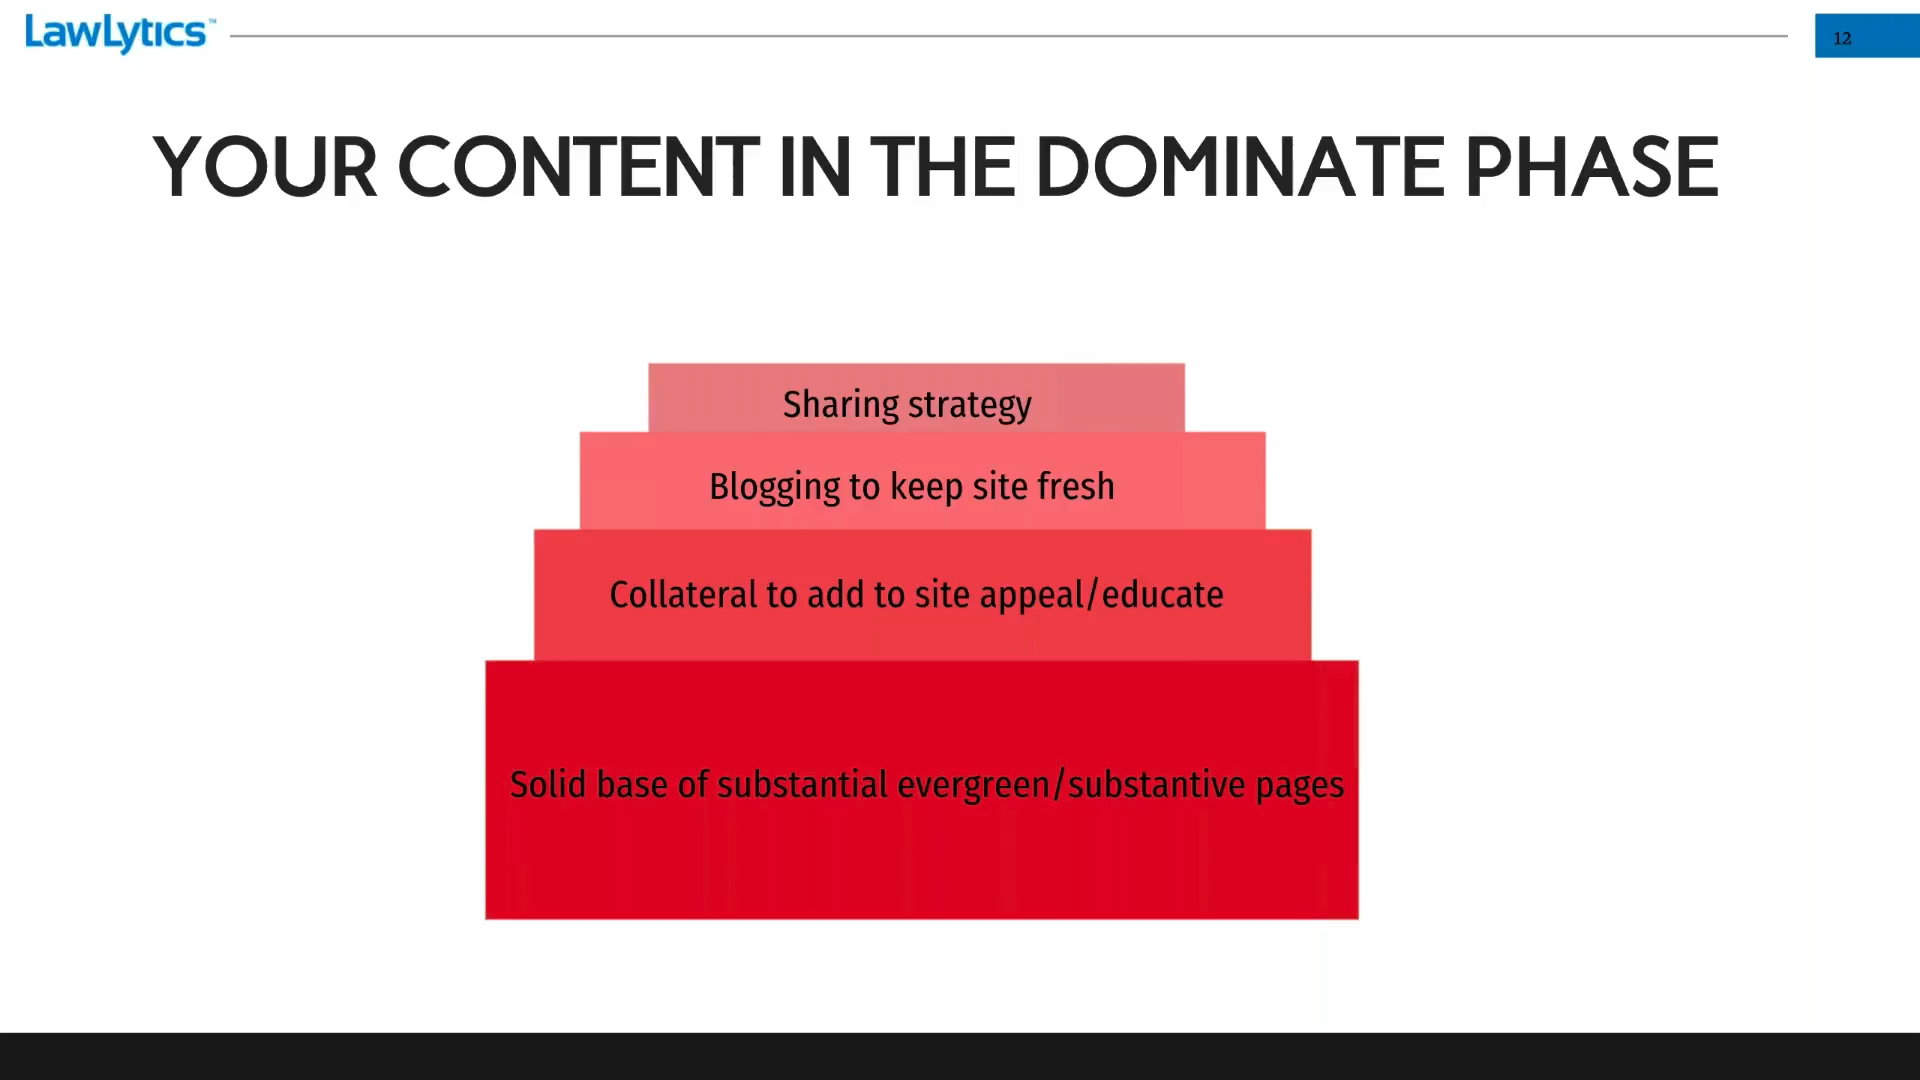 LawLytics™
12
YOUR CONTENT IN THE DOMINATE PHASE
Sharing strategy
Blogging to keep site fresh
Collateral to add to site appeal/educate
Solid base of substantial evergreen/substantive pages